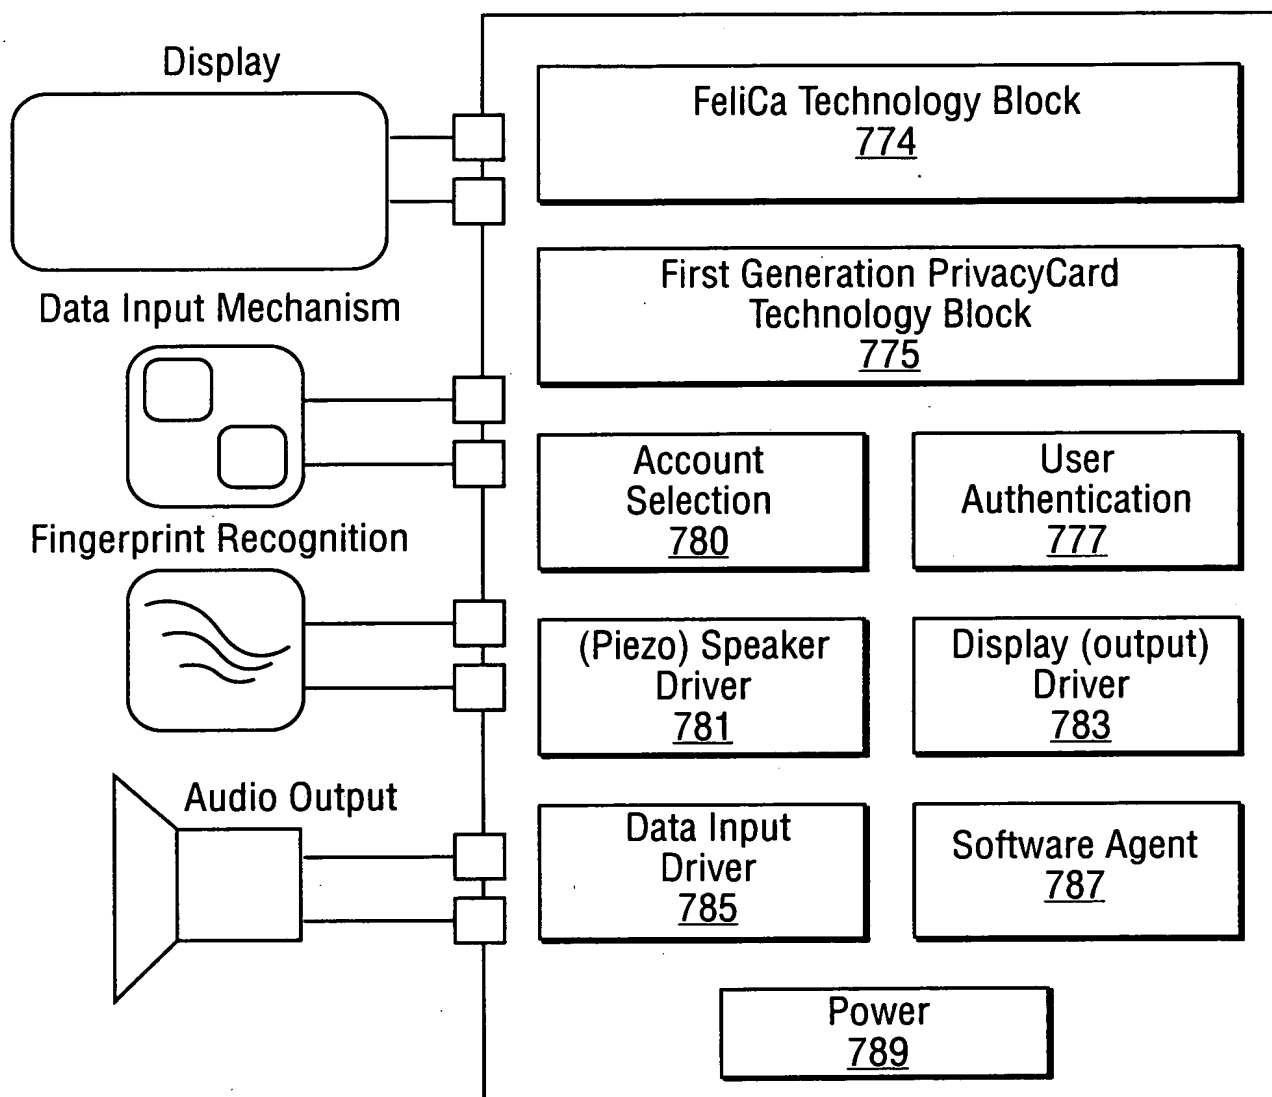 Display
Data Input Mechanism
Fingerprint Recognition
Audio Output
FeliCa Technology Block
774
First Generation PrivacyCard
Technology Block
775
Account
Selection
780
User
Authentication
777
(Piezo) Speaker
Driver
781
Display (output)
Driver
783
Data Input
Driver
785
Software Agent
787
Power
789